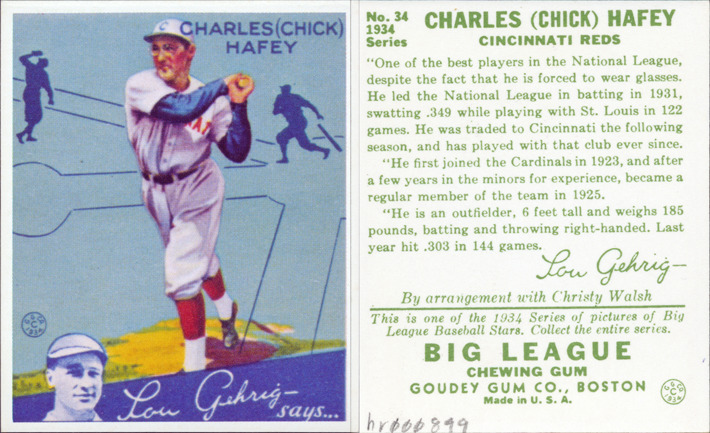 CHARLES (CHICK)
HAFEY
C
AT
Lou Gehrig—
says...
No. 34
1934
Series
CHARLES (CHICK) HAFEY
CINCINNATI REDS
"One of the best players in the National League,
despite the fact that he is forced to wear glasses.
He led the National League in batting in 1931,
swatting .349 while playing with St. Louis in 122
games. He was traded to Cincinnati the following
season, and has played with that club ever since.
"He first joined the Cardinals in 1923, and after
a few years in the minors for experience, became a
regular member of the team in 1925.
"He is an outfielder, 6 feet tall and weighs 185
pounds, batting and throwing right-handed. Last
year hit .303 in 144 games.
Lou Gehrig—
By arrangement with Christy Walsh
This is one of the 1934 Series of pictures of Big
League Baseball Stars. Collect the entire series.
BIG LEAGUE
CHEWING GUM
GOUDEY GUM CO., BOSTON
Made in U. S. A.